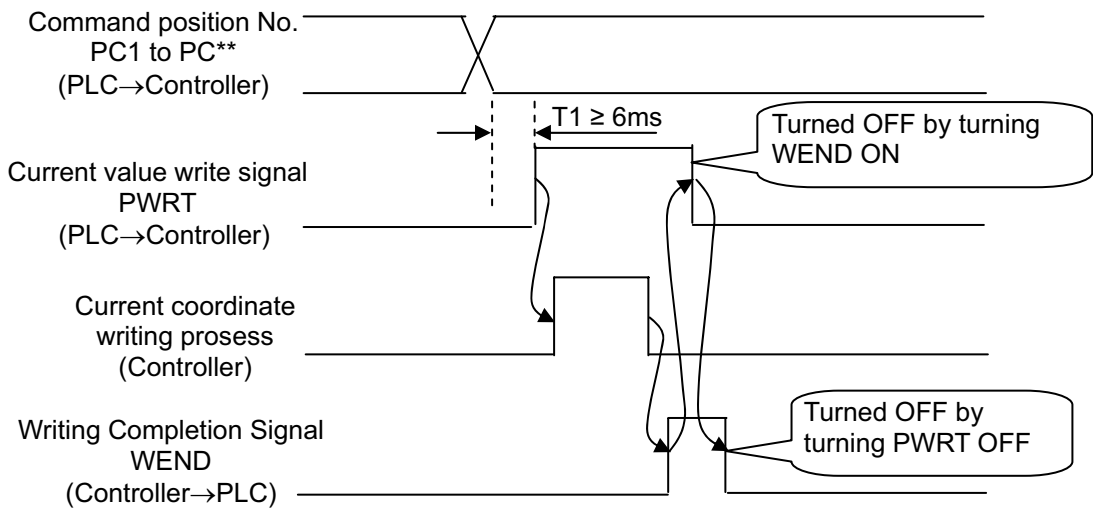 Command position No.
PC1 to PC**
(PLC→Controller)
T1 ≥ 6ms
Turned OFF by turning
WEND ON
Current value write signal
PWRT
(PLC→Controller)
Current coordinate
writing prosess
(Controller)
Turned OFF by
turning PWRT OFF
Writing Completion Signal
WEND
(Controller→PLC)